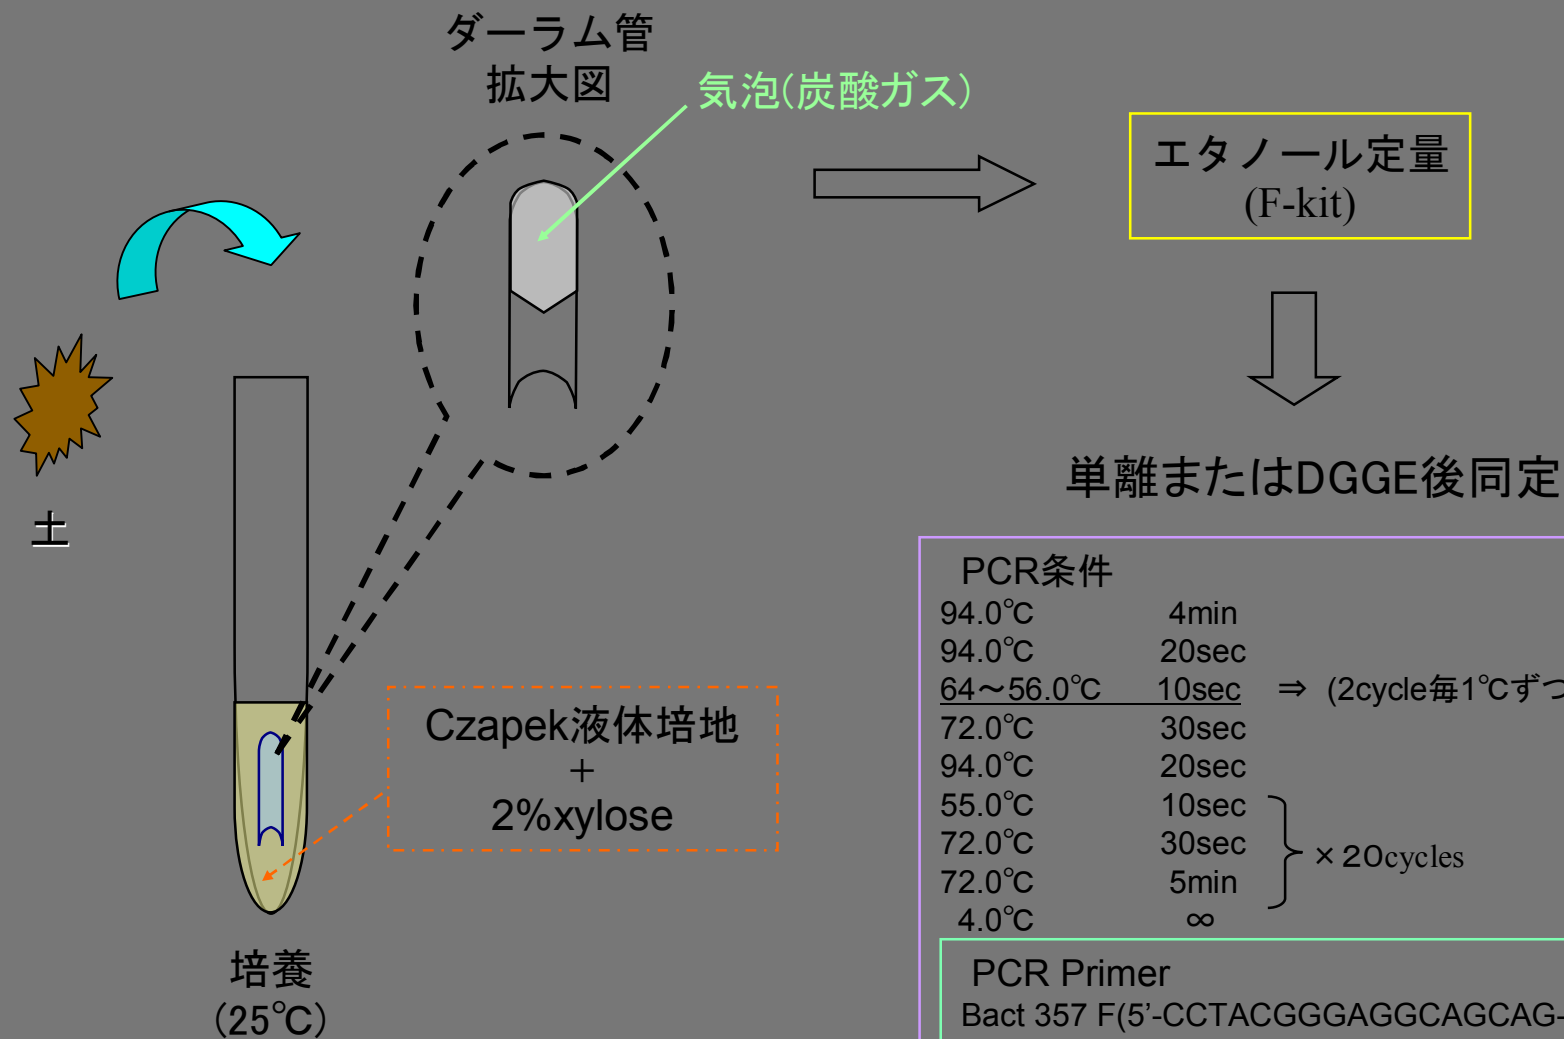 ダーラム管
拡大図
気泡(炭酸ガス)
エタノール定量
(F-kit)
土
単離またはDGGE後同定
Czapek液体培地
+
2%xylose
培養
(25℃)
PCR条件
94.0℃ 4min
94.0℃ 20sec
64～56.0℃ 10sec ⇒ (2cycle毎1℃ずつ
72.0℃ 30sec
94.0℃ 20sec
55.0℃ 10sec
72.0℃ 30sec
×20cycles
72.0℃ 5min
4.0℃ ∞
PCR Primer
Bact 357 F(5’-CCTACGGGAGGCAGCAG-